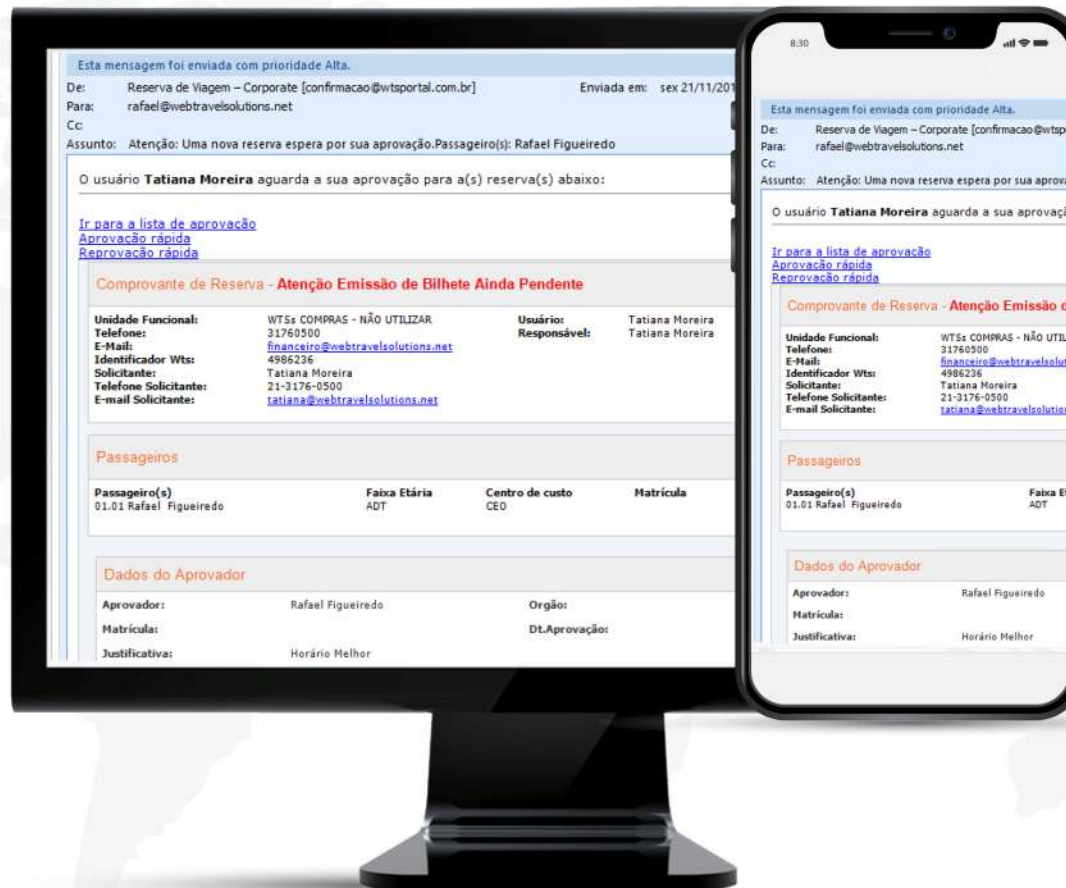 Esta mensagem foi enviada com prioridade Alta.
De: Reserva de Viagem – Corporate [confirmacao@wtsportal.com.br] Enviada em: sex 21/11/201
Para: rafael@webtravelsolutions.net
Cc:
Assunto: Atenção: Uma nova reserva espera por sua aprovação.Passageiro(s): Rafael Figueiredo
O usuário Tatiana Moreira aguarda a sua aprovação para a(s) reserva(s) abaixo:
Ir para a lista de aprovação
Aprovação rápida
Reprovação rápida
Comprovante de Reserva - Atenção Emissão de Bilhete Ainda Pendente
Unidade Funcional: WTSs COMPRAS - NÃO UTILIZAR Usuário: Tatiana Moreira
Telefone: 31760500 Responsável: Tatiana Moreira
E-Mail: financeiro@webtravelsolutions.net
Identificador Wts: 4986236
Solicitante: Tatiana Moreira
Telefone Solicitante: 21-3176-0500
E-mail Solicitante: tatiana@webtravelsolutions.net
Passageiros
Passageiro(s) Faixa Etária Centro de custo Matrícula
01.01 Rafael Figueiredo ADT CEO
Dados do Aprovador
Aprovador: Rafael Figueiredo Orgão:
Matrícula: Dt.Aprovação:
Justificativa: Horário Melhor
8:30
Esta mensagem foi enviada com prioridade Alta.
De: Reserva de Viagem – Corporate [confirmacao@wtsp
Para: rafael@webtravelsolutions.net
Cc:
Assunto: Atenção: Uma nova reserva espera por sua aprova
O usuário Tatiana Moreira aguarda a sua aprovaçã
Ir para a lista de aprovação
Aprovação rápida
Reprovação rápida
Comprovante de Reserva - Atenção Emissão d
Unidade Funcional: WTSs COMPRAS - NÃO UTIL
Telefone: 31760500
E-Mail: financeiro@webtravelsolut
Identificador Wts: 4986236
Solicitante: Tatiana Moreira
Telefone Solicitante: 21-3176-0500
E-mail Solicitante: tatiana@webtravelsolution
Passageiros
Passageiro(s) Faixa E
01.01 Rafael Figueiredo ADT
Dados do Aprovador
Aprovador: Rafael Figueiredo
Matrícula:
Justificativa: Horário Melhor